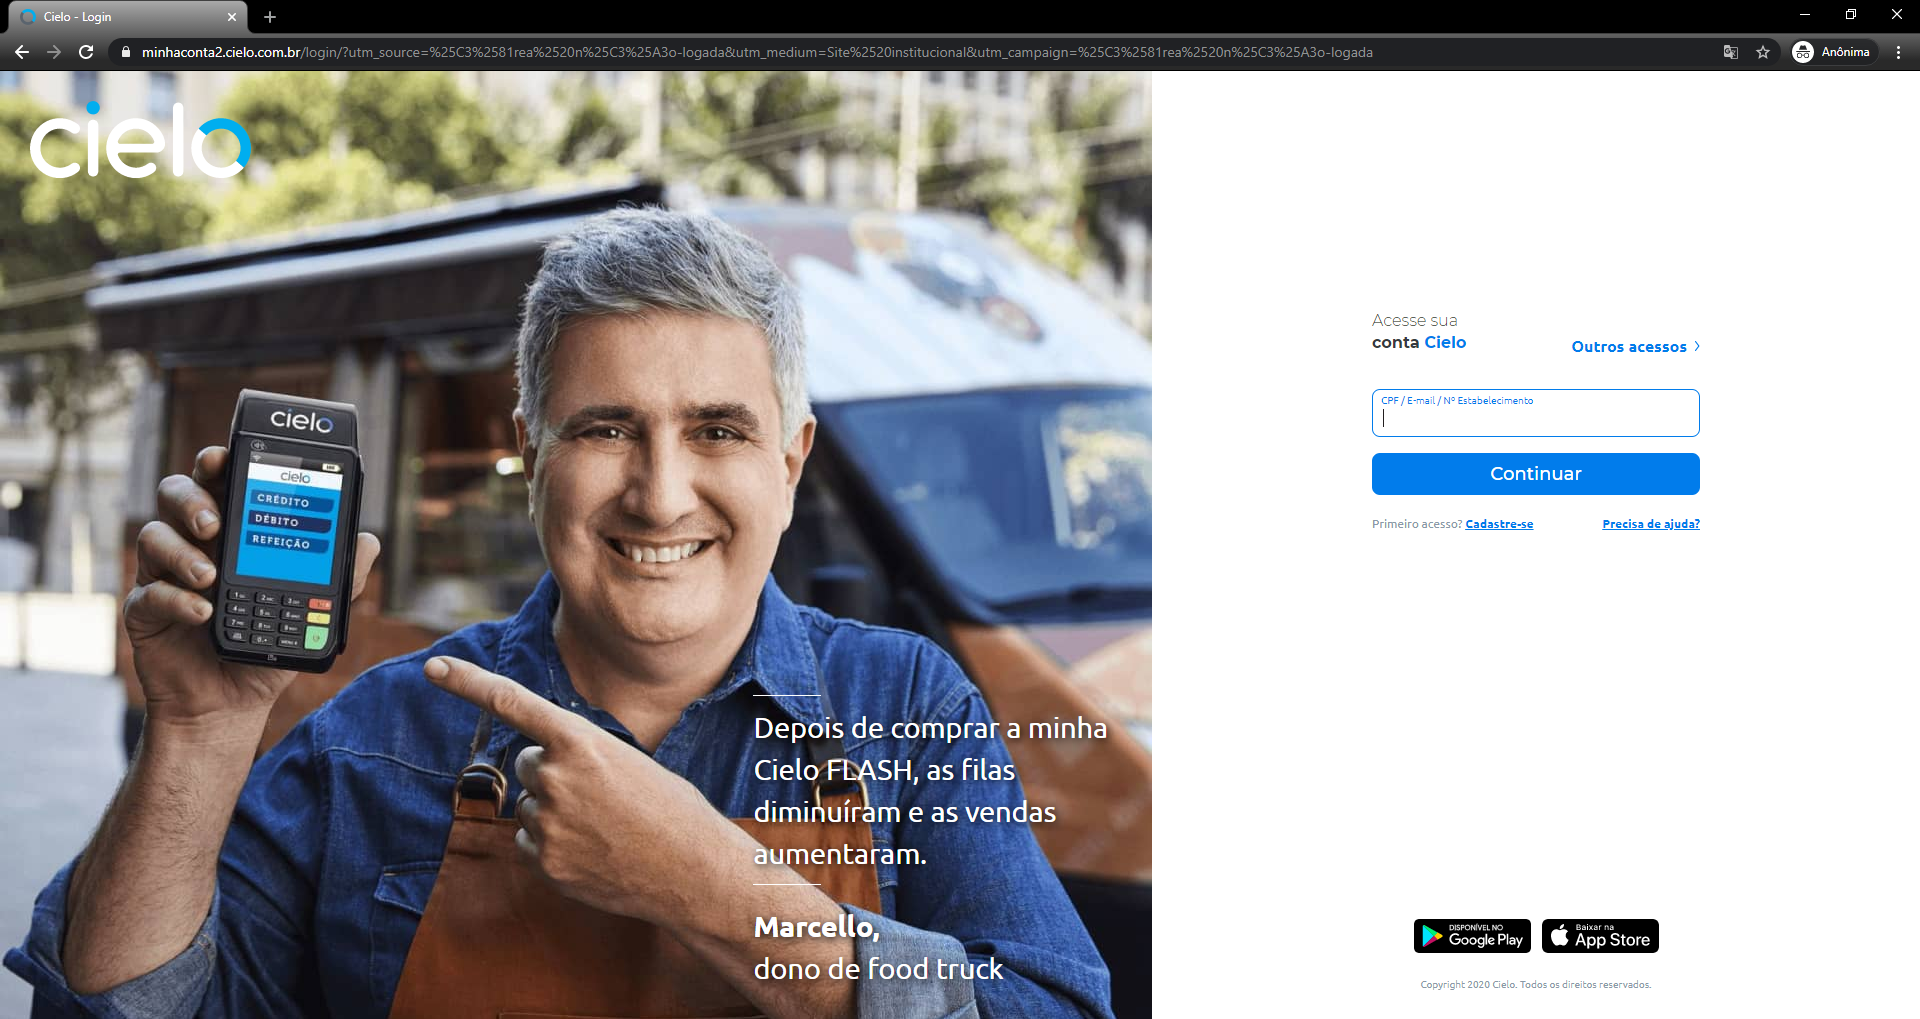 Cielo - Login
minhaconta2.cielo.com.br/login/?utm_source=%25C3%2581rea%2520n%25C3%25A3o-logada&utm_medium=Site%2520institucional&utm_campaign=%25C3%2581rea%2520n%25C3%25A3o-logada
Anônima
cielo
cielo
cielo
CRÉDITO
DÉBITO
REFEIÇÃO
Depois de comprar a minha
Cielo FLASH, as filas
diminuíram e as vendas
aumentaram.
Marcello,
dono de food truck
Acesse sua
conta Cielo
Outros acessos
CPF / E-mail / Nº Estabelecimento
Continuar
Primeiro acesso? Cadastre-se
Precisa de ajuda?
DISPONÍVEL NO
Google Play
Baixar na
App Store
Copyright 2020 Cielo. Todos os direitos reservados.